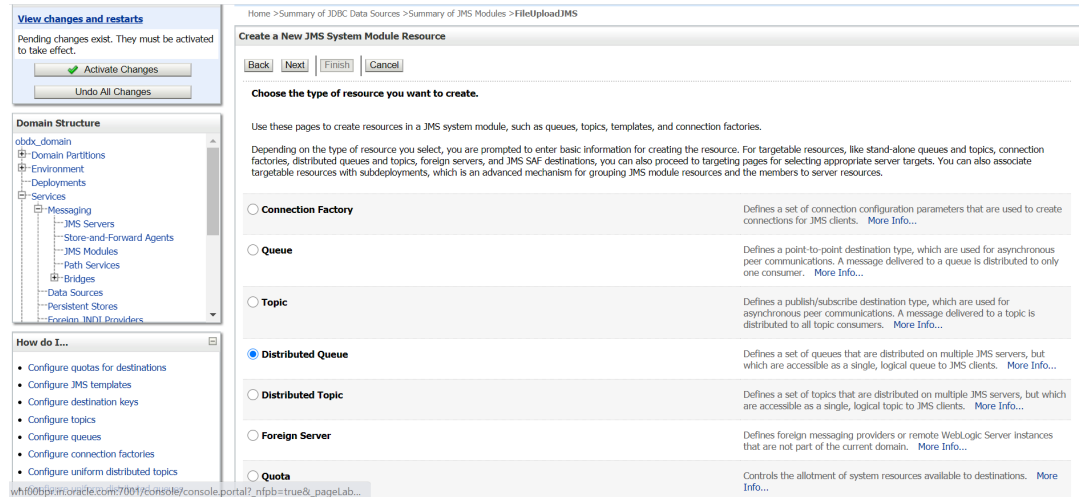 View changes and restarts
Pending changes exist. They must be activated
to take effect.
Activate Changes
Undo All Changes
Domain Structure
obdx_domain
Domain Partitions
Environment
Deployments
Services
Messaging
JMS Servers
Store-and-Forward Agents
JMS Modules
Path Services
Bridges
Data Sources
Persistent Stores
Foreign JNDI Providers
How do I...
Configure quotas for destinations
Configure JMS templates
Configure destination keys
Configure topics
Configure queues
Configure connection factories
Configure uniform distributed topics
Configure uniform distributed queues
whf00bpr.in.oracle.com:7001/console/console.portal?_nfpb=true&_pageLab...
Home >Summary of JDBC Data Sources >Summary of JMS Modules >FileUploadJMS
Create a New JMS System Module Resource
Back Next Finish Cancel
Choose the type of resource you want to create.
Use these pages to create resources in a JMS system module, such as queues, topics, templates, and connection factories.
Depending on the type of resource you select, you are prompted to enter basic information for creating the resource. For targetable resources, like stand-alone queues and topics, connection
factories, distributed queues and topics, foreign servers, and JMS SAF destinations, you can also proceed to targeting pages for selecting appropriate server targets. You can also associate
targetable resources with subdeployments, which is an advanced mechanism for grouping JMS module resources and the members to server resources.
Connection Factory
Defines a set of connection configuration parameters that are used to create
connections for JMS clients. More Info...
Queue
Defines a point-to-point destination type, which are used for asynchronous
peer communications. A message delivered to a queue is distributed to only
one consumer. More Info...
Topic
Defines a publish/subscribe destination type, which are used for
asynchronous peer communications. A message delivered to a topic is
distributed to all topic consumers. More Info...
Distributed Queue
Defines a set of queues that are distributed on multiple JMS servers, but
which are accessible as a single, logical queue to JMS clients. More Info...
Distributed Topic
Defines a set of topics that are distributed on multiple JMS servers, but which
are accessible as a single, logical topic to JMS clients. More Info...
Foreign Server
Defines foreign messaging providers or remote WebLogic Server instances
that are not part of the current domain. More Info...
Quota
Controls the allotment of system resources available to destinations. More
Info...